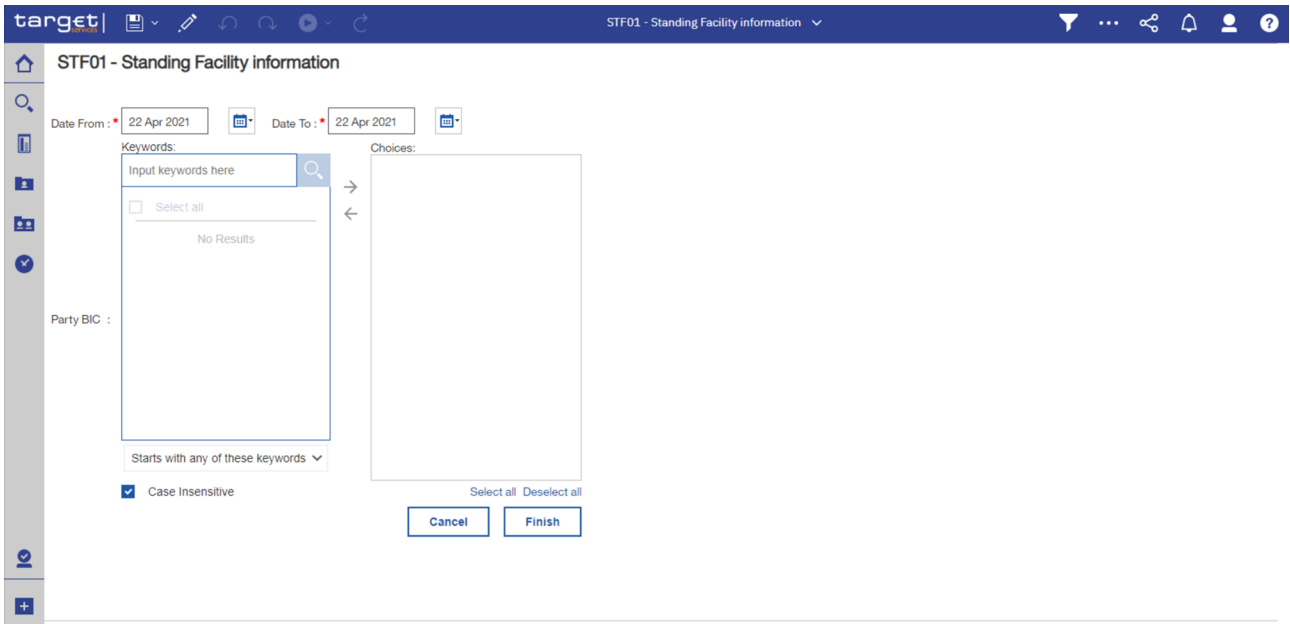 target|
services
STF01 - Standing Facility information
STF01 - Standing Facility information
Date From : * 22 Apr 2021 Date To : * 22 Apr 2021
Keywords: Choices:
Input keywords here
Select all
No Results
Party BIC :
Starts with any of these keywords
Case Insensitive Select all Deselect all
Cancel Finish